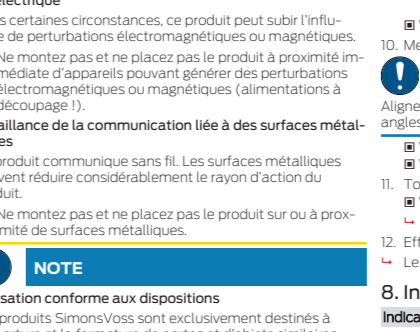 électrique
s certaines circonstances, ce produit peut subir l'influ-
e de perturbations électromagnétiques ou magnétiques.
Ne montez pas et ne placez pas le produit à proximité im-
médiate d'appareils pouvant générer des perturbations
électromagnétiques ou magnétiques (alimentations à
découpage !).
aillance de la communication liée à des surfaces métal-
es
produit communique sans fil. Les surfaces métalliques
vent réduire considérablement le rayon d'action du
duit.
Ne montez pas et ne placez pas le produit sur ou à prox-
imité de surfaces métalliques.
NOTE
sation conforme aux dispositions
produits SimonsVoss sont exclusivement destinés à
10. Me
Aligne
angles
11. To
12. Eff
Les
8. In
Indica